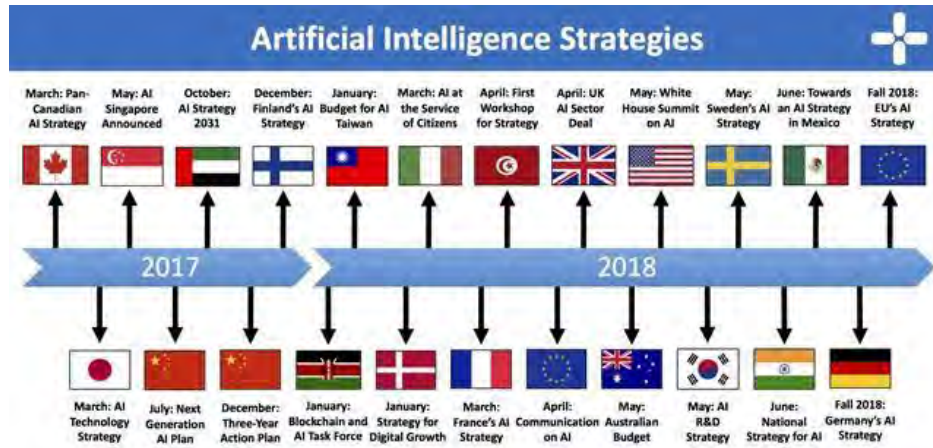 Artificial Intelligence Strategies
March: Pan-
Canadian
AI Strategy
May: AI
Singapore
Announced
October:
AI Strategy
2031
December:
Finland's AI
Strategy
January:
Budget for AI
Taiwan
March: AI at
the Service
of Citizens
April: First
Workshop
for Strategy
April: UK
AI Sector
Deal
May: White
House Summit
on AI
May:
Sweden's AI
Strategy
June: Towards
an AI Strategy
in Mexico
Fall 2018:
EU's AI
Strategy
2017
2018
March: AI
Technology
Strategy
July: Next
Generation
AI Plan
December:
Three-Year
Action Plan
January:
Blockchain and
AI Task Force
January:
Strategy for
Digital Growth
March:
France's AI
Strategy
April:
Communication
on AI
May:
Australian
Budget
May: AI
R&D
Strategy
June:
National
Strategy for AI
Fall 2018:
Germany's AI
Strategy